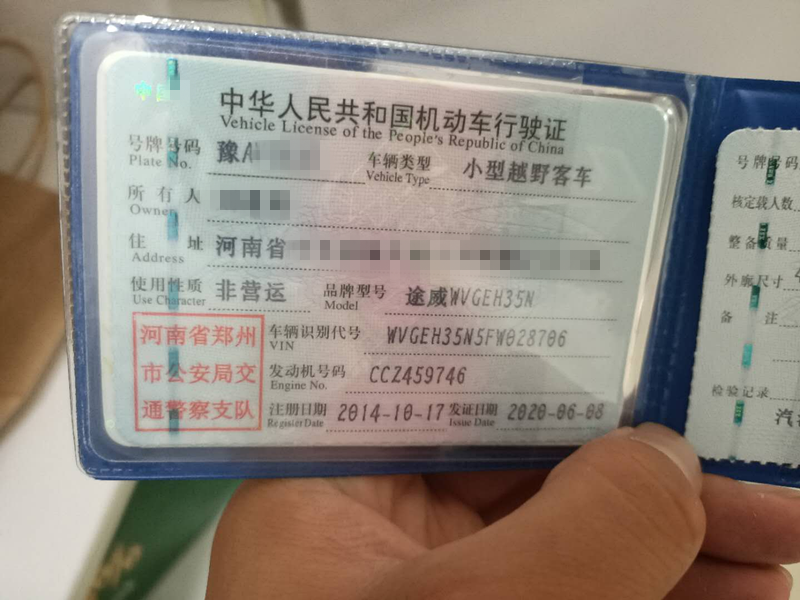 中华人民共和国机动车行驶证
Vehicle License of the People's Republic of China
号牌号码 豫A 车辆类型 小型越野客车
Plate No. Vehicle Type
所有人
Owner
住址 河南省
Address
使用性质 非营运 品牌型号 途威WVGEH35N
Use Character Model
河南省郑州 车辆识别代号 WVGEH35N5FW028706
VIN
市公安局交 发动机号码 CCZ459746
Engine No.
通警察支队 注册日期 2014-10-17 发证日期 2020-06-08
Register Date Issue Date
号牌号码
核定载人数
整备质量
外廓尺寸
备注
检验记录